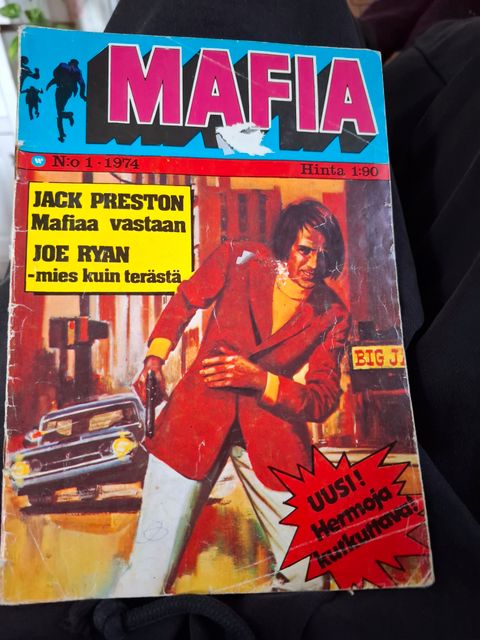 MAFIA
W N:o 1 · 1974 Hinta 1:90
JACK PRESTON
Mafiaa vastaan
JOE RYAN
-mies kuin terästä
BIG J
UUSI!
Hermoja
kutkuttava!